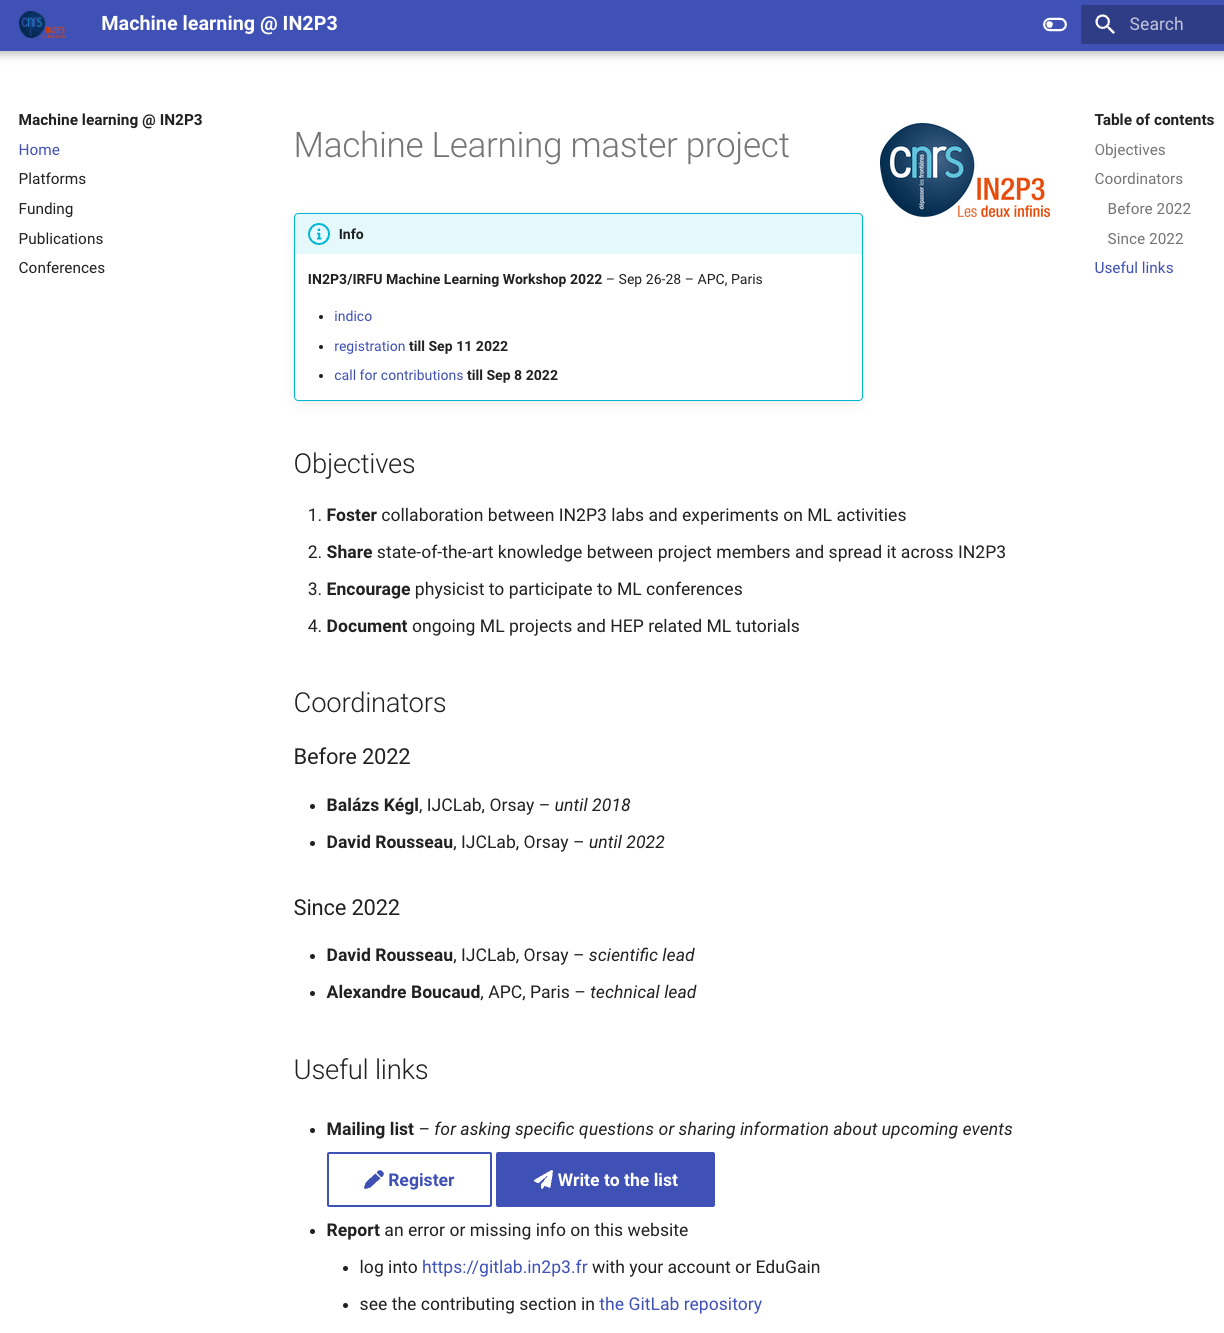 cnrs
IN2P3
Machine learning @ IN2P3
Search
Machine learning @ IN2P3
Home
Platforms
Funding
Publications
Conferences
Machine Learning master project
cnrs
dépasser les frontières
IN2P3
Les deux infinis
Info
IN2P3/IRFU Machine Learning Workshop 2022 – Sep 26-28 – APC, Paris
• indico
• registration till Sep 11 2022
• call for contributions till Sep 8 2022
Objectives
1. Foster collaboration between IN2P3 labs and experiments on ML activities
2. Share state-of-the-art knowledge between project members and spread it across IN2P3
3. Encourage physicist to participate to ML conferences
4. Document ongoing ML projects and HEP related ML tutorials
Coordinators
Before 2022
• Balázs Kégl, IJCLab, Orsay – until 2018
• David Rousseau, IJCLab, Orsay – until 2022
Since 2022
• David Rousseau, IJCLab, Orsay – scientific lead
• Alexandre Boucaud, APC, Paris – technical lead
Useful links
• Mailing list – for asking specific questions or sharing information about upcoming events
Register
Write to the list
• Report an error or missing info on this website
• log into https://gitlab.in2p3.fr with your account or EduGain
• see the contributing section in the GitLab repository
Table of contents
Objectives
Coordinators
Before 2022
Since 2022
Useful links